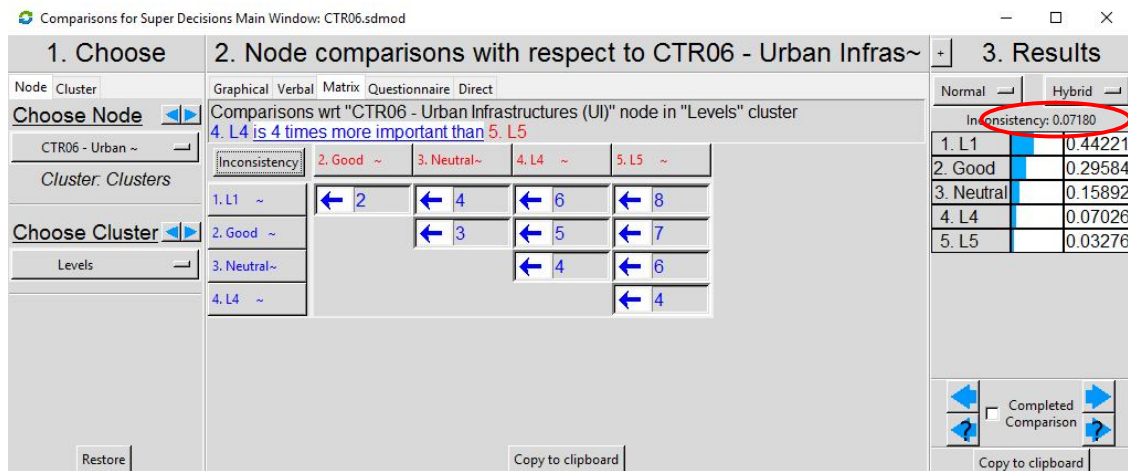 Comparisons for Super Decisions Main Window: CTR06.sdmod
1. Choose
2. Node comparisons with respect to CTR06 - Urban Infras~
+
3. Results
Node Cluster
Graphical Verbal Matrix Questionnaire Direct
Normal
Hybrid
Choose Node
CTR06 - Urban ~
Cluster: Clusters
Choose Cluster
Levels
Restore
Comparisons wrt "CTR06 - Urban Infrastructures (UI)" node in "Levels" cluster
4. L4 is 4 times more important than 5. L5
Inconsistency 2. Good ~ 3. Neutral~ 4. L4 ~ 5. L5 ~
1. L1 ~ 2 4 6 8
2. Good ~ 3 5 7
3. Neutral~ 4 6
4. L4 ~ 4
Copy to clipboard
Inconsistency: 0.07180
1. L1 0.44221
2. Good 0.29584
3. Neutral 0.15892
4. L4 0.07026
5. L5 0.03276
Completed
Comparison
? ?
Copy to clipboard